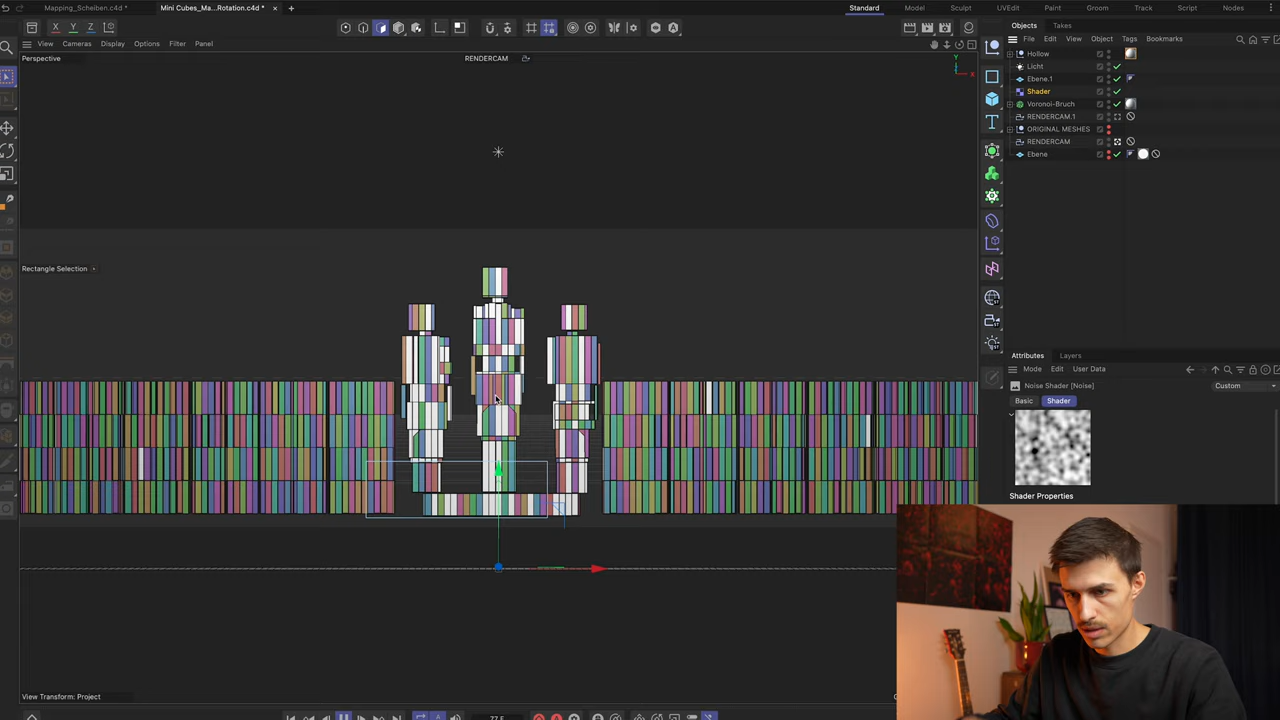 Mapping_Scheiben.c4d *
Mini Cubes_Ma...Rotation.c4d *
Standard
Model
Sculpt
UVEdit
Paint
Groom
Track
Script
Nodes
X Y Z
Objects
Takes
View
Cameras
Display
Options
Filter
Panel
File
Edit
View
Object
Tags
Bookmarks
Perspective
RENDERCAM
Y
X
Hollow
Licht
Ebene.1
Shader
Voronoi-Bruch
RENDERCAM.1
ORIGINAL MESHES
RENDERCAM
Ebene
Rectangle Selection
Attributes
Layers
Mode
Edit
User Data
Noise Shader [Noise]
Custom
Basic
Shader
Shader Properties
View Transform: Project
77 F